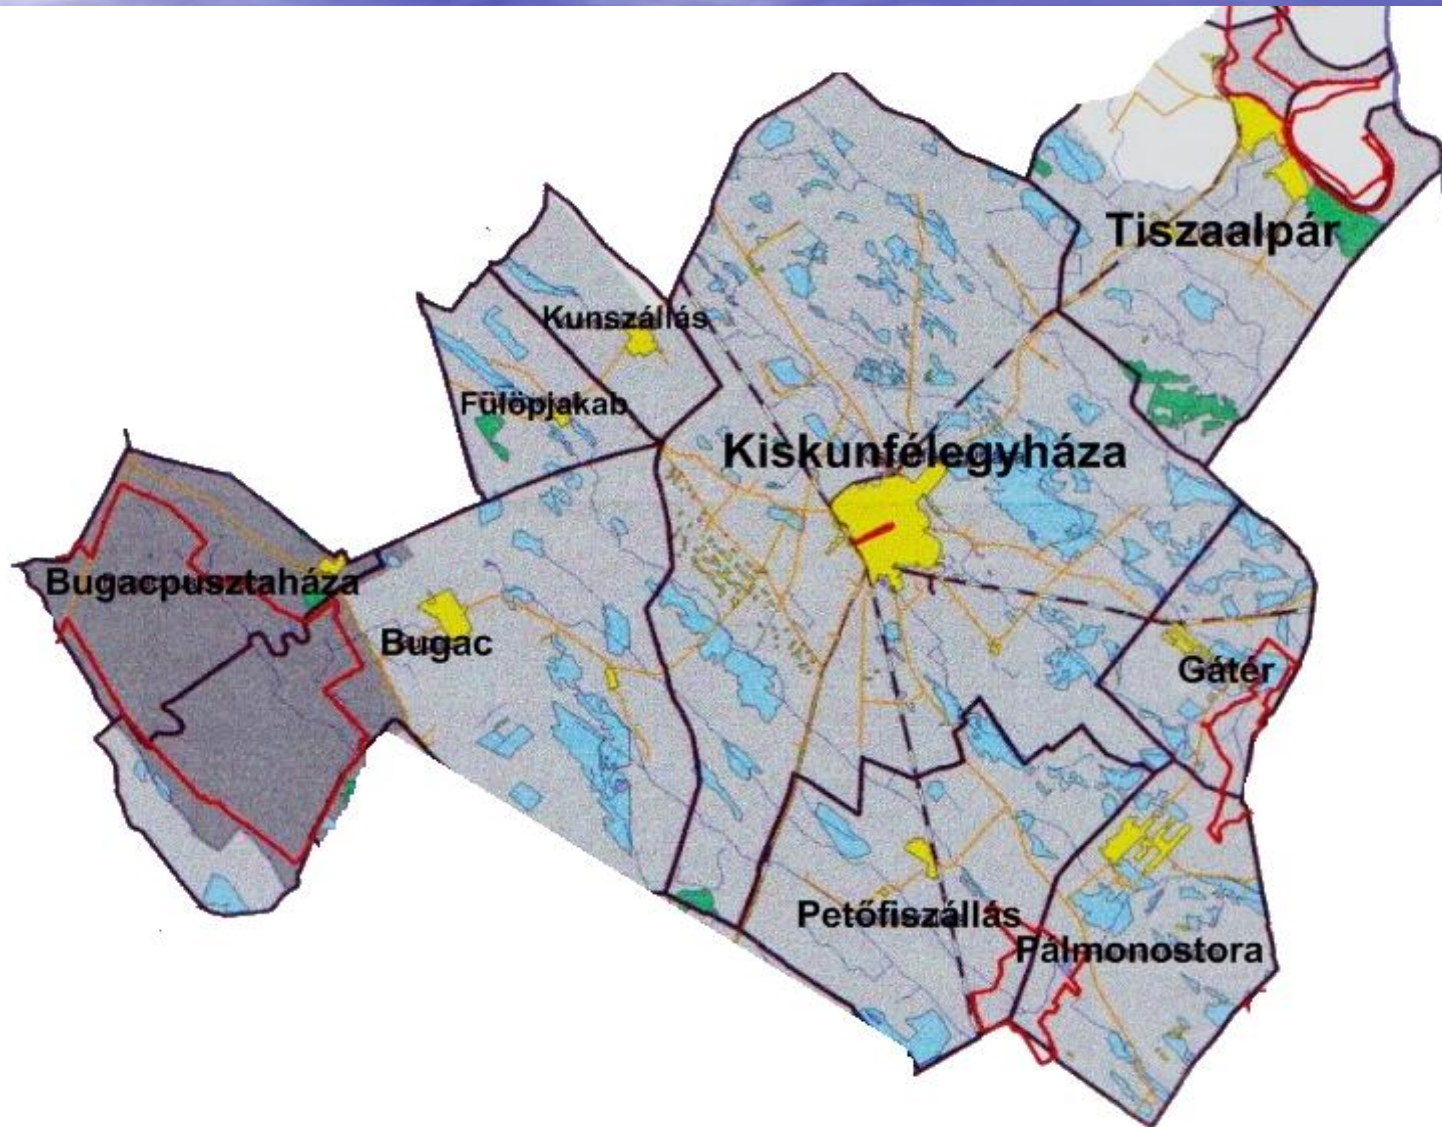 Tiszaalpár
Kunszállás
Fülöpjakab
Kiskunfélegyháza
Bugacpusztaháza
Bugac
Gátér
Petőfiszállás
Pálmonostora